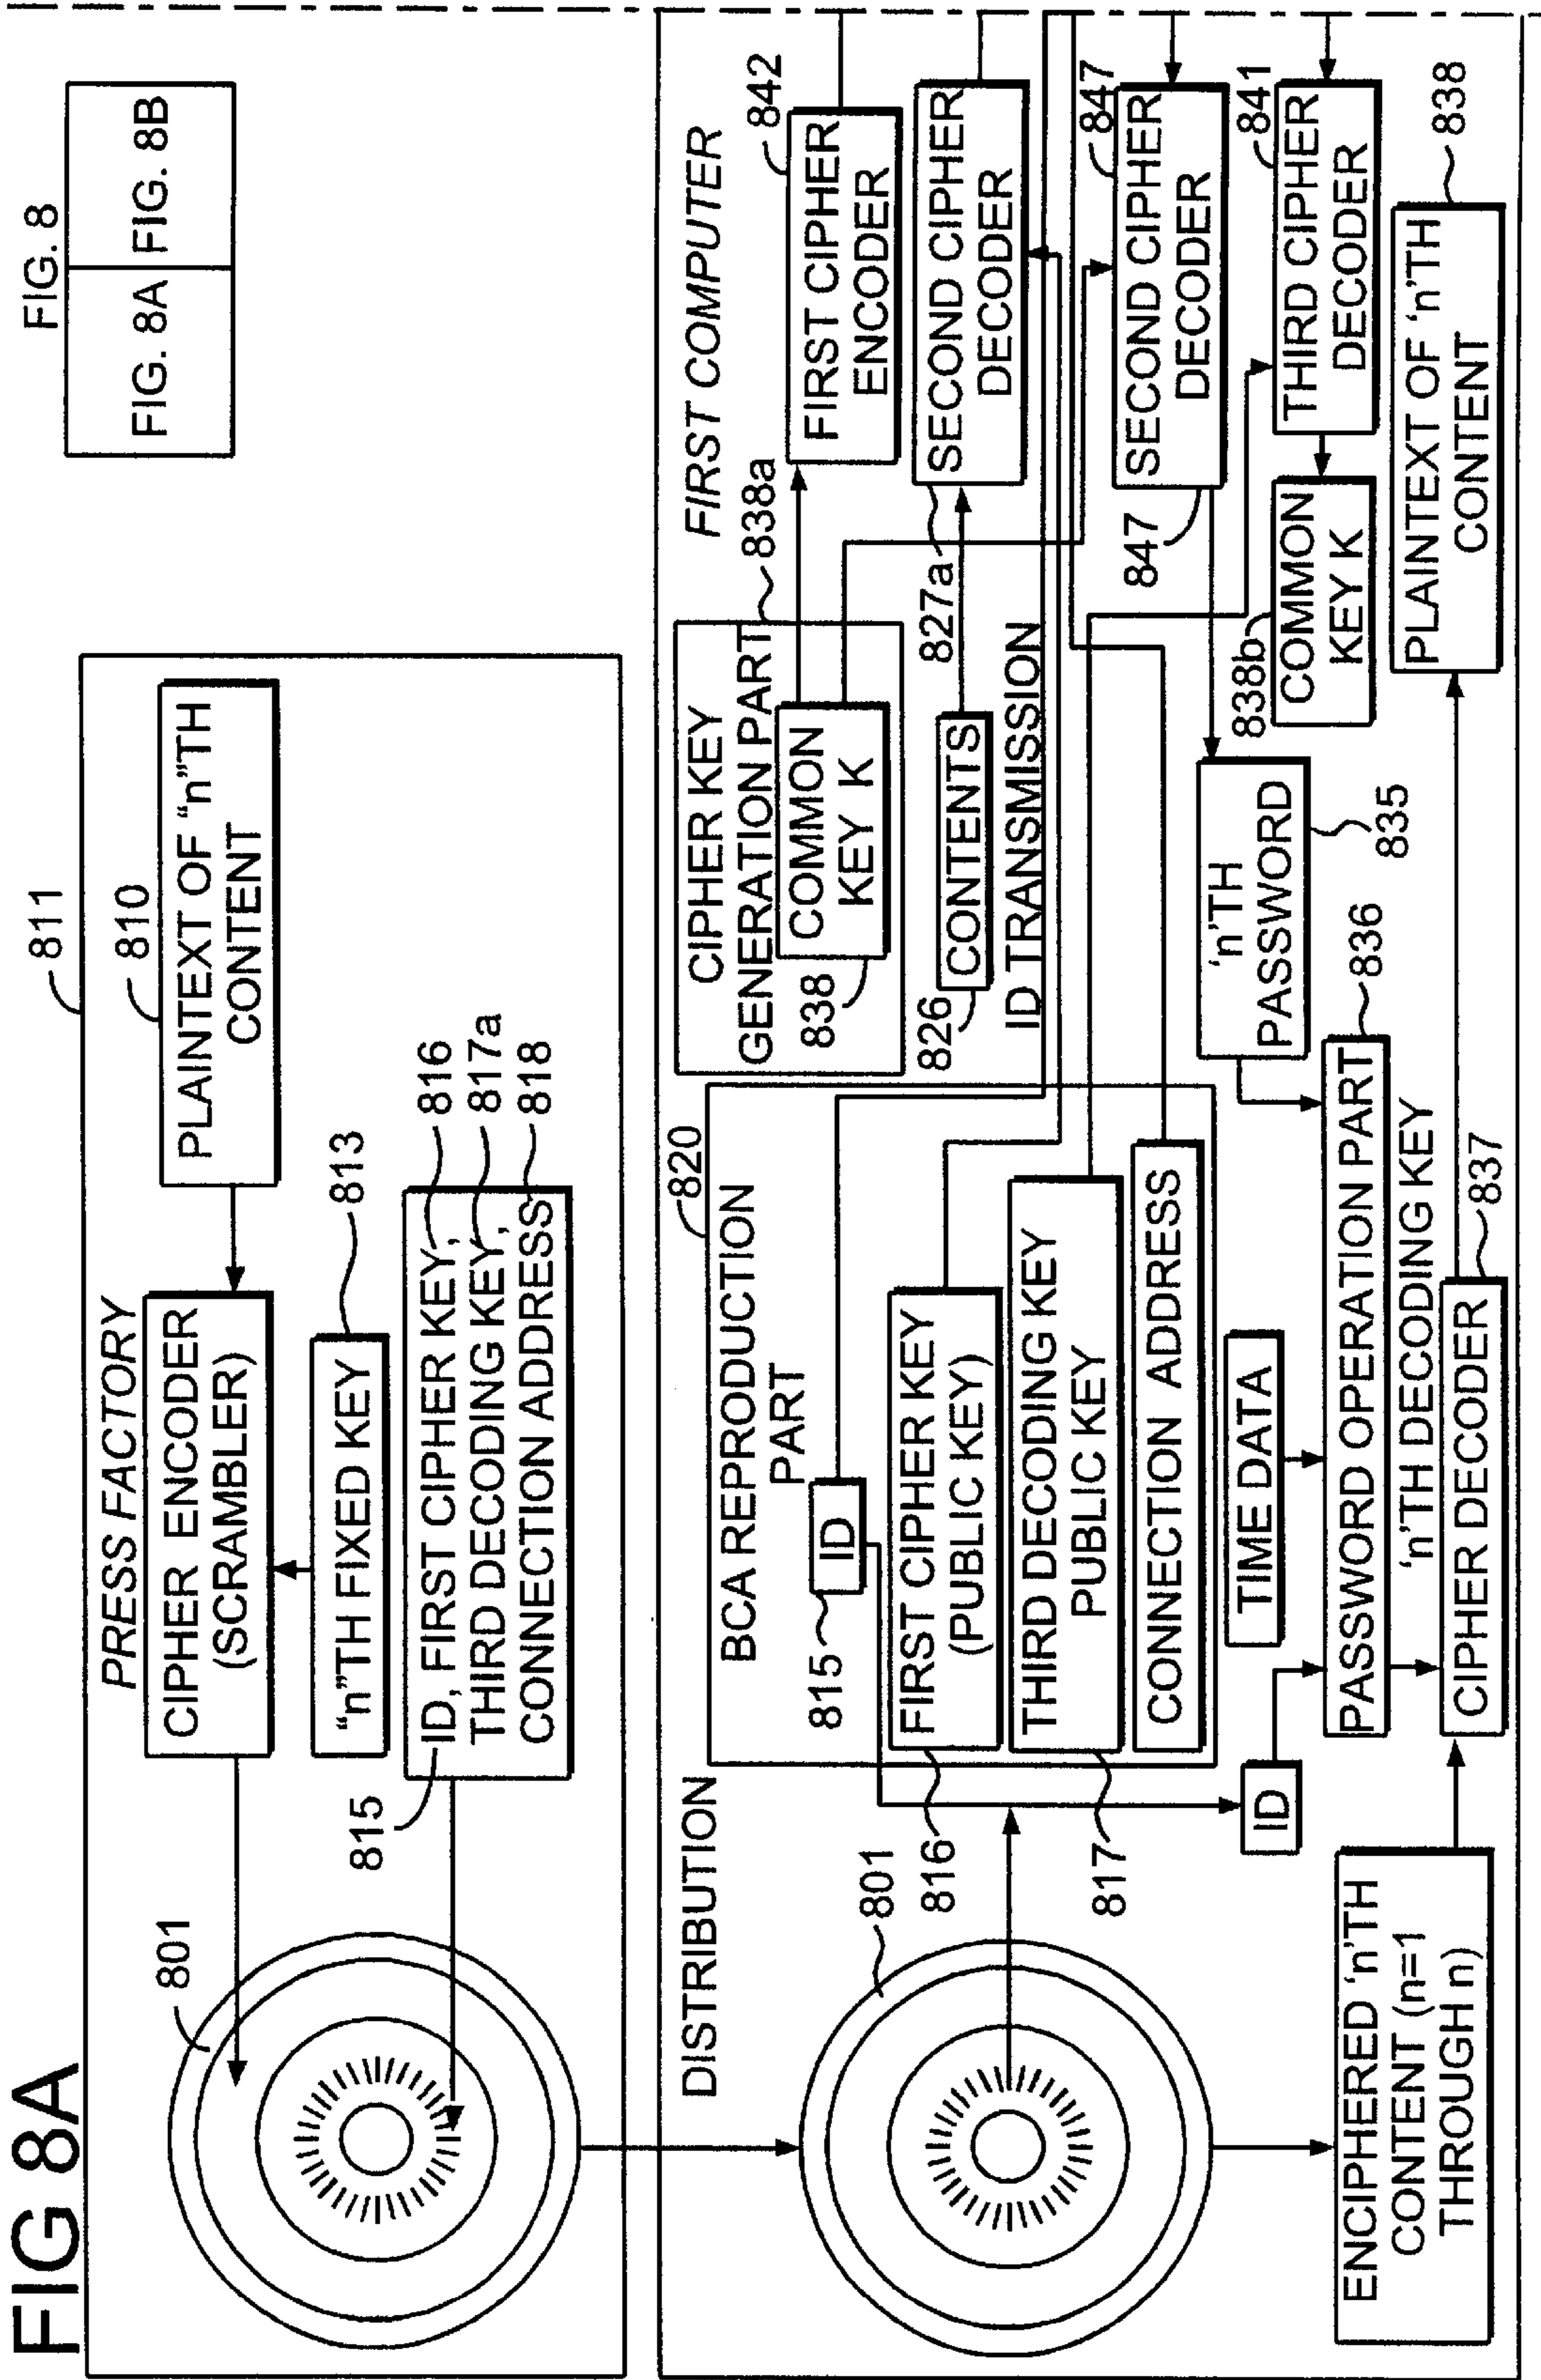 FIG 8A
FIG. 8
FIG. 8A
FIG. 8B
811
PRESS FACTORY
810
801
CIPHER ENCODER
(SCRAMBLER)
PLAINTEXT OF "n"TH
CONTENT
"n"TH FIXED KEY
813
815
ID, FIRST CIPHER KEY,
THIRD DECODING KEY,
CONNECTION ADDRESS
816
817a
818
DISTRIBUTION
801
820
BCA REPRODUCTION
PART
815
ID
FIRST CIPHER KEY
(PUBLIC KEY)
816
THIRD DECODING KEY
PUBLIC KEY
817
CONNECTION ADDRESS
FIRST COMPUTER
CIPHER KEY
GENERATION PART
838a
COMMON
KEY K
838
842
FIRST CIPHER
ENCODER
826
CONTENTS
827a
SECOND CIPHER
DECODER
ID TRANSMISSION
847
SECOND CIPHER
DECODER
847
841
THIRD CIPHER
DECODER
838b
COMMON
KEY K
'n'TH
PASSWORD
835
ID
TIME DATA
PASSWORD OPERATION PART
836
'n'TH DECODING KEY
ENCIPHERED 'n'TH
CONTENT (n=1
THROUGH n)
CIPHER DECODER
837
PLAINTEXT OF 'n'TH
CONTENT
838